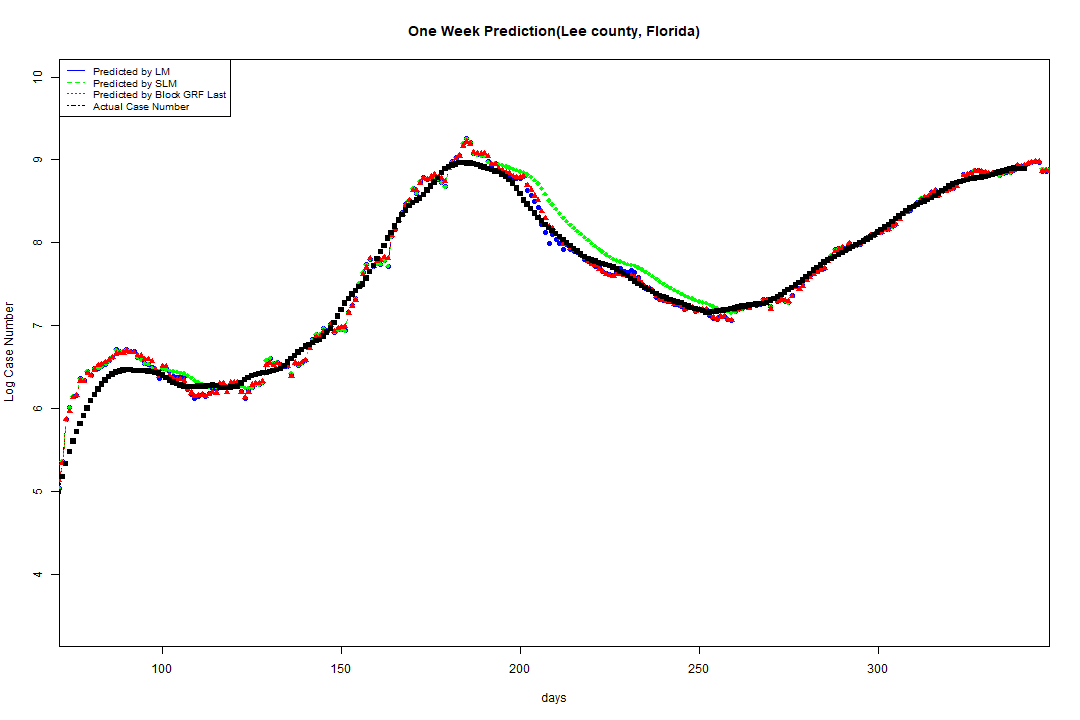 One Week Prediction(Lee county, Florida)
Predicted by LM
Predicted by SLM
Predicted by Block GRF Last
Actual Case Number
10
9
8
7
6
5
4
Log Case Number
100 150 200 250 300
days